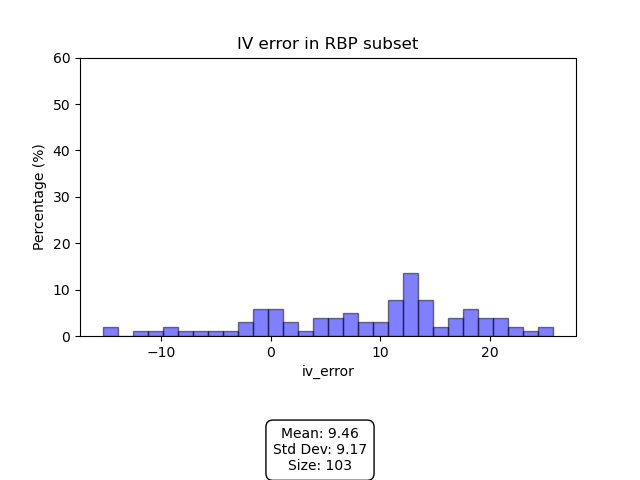 IV error in RBP subset
60
50
40
30
20
10
0
Percentage (%)
−10
0
10
20
iv_error
Mean: 9.46
Std Dev: 9.17
Size: 103